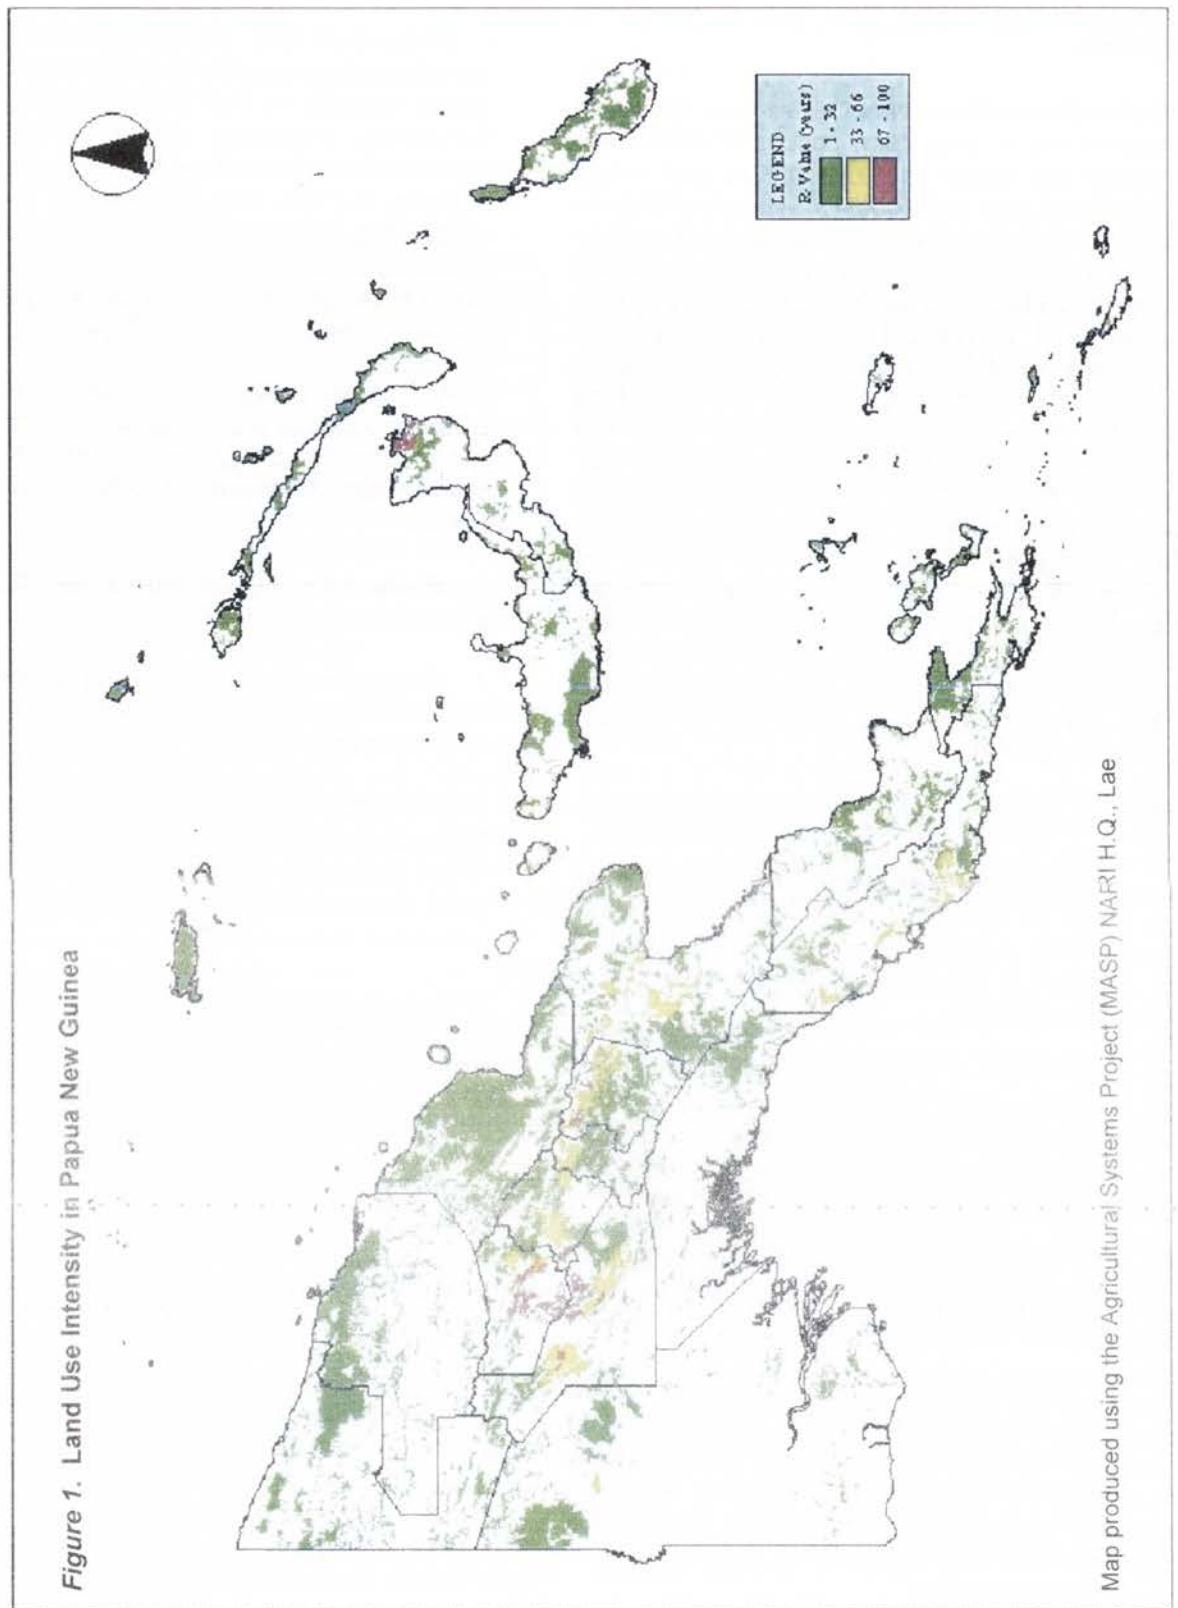 Figure 1. Land Use Intensity in Papua New Guinea
LEGEND
R-Value (years)
1 - 32
33 - 66
67 - 100
Map produced using the Agricultural Systems Project (MASP) NARI H.Q., Lae